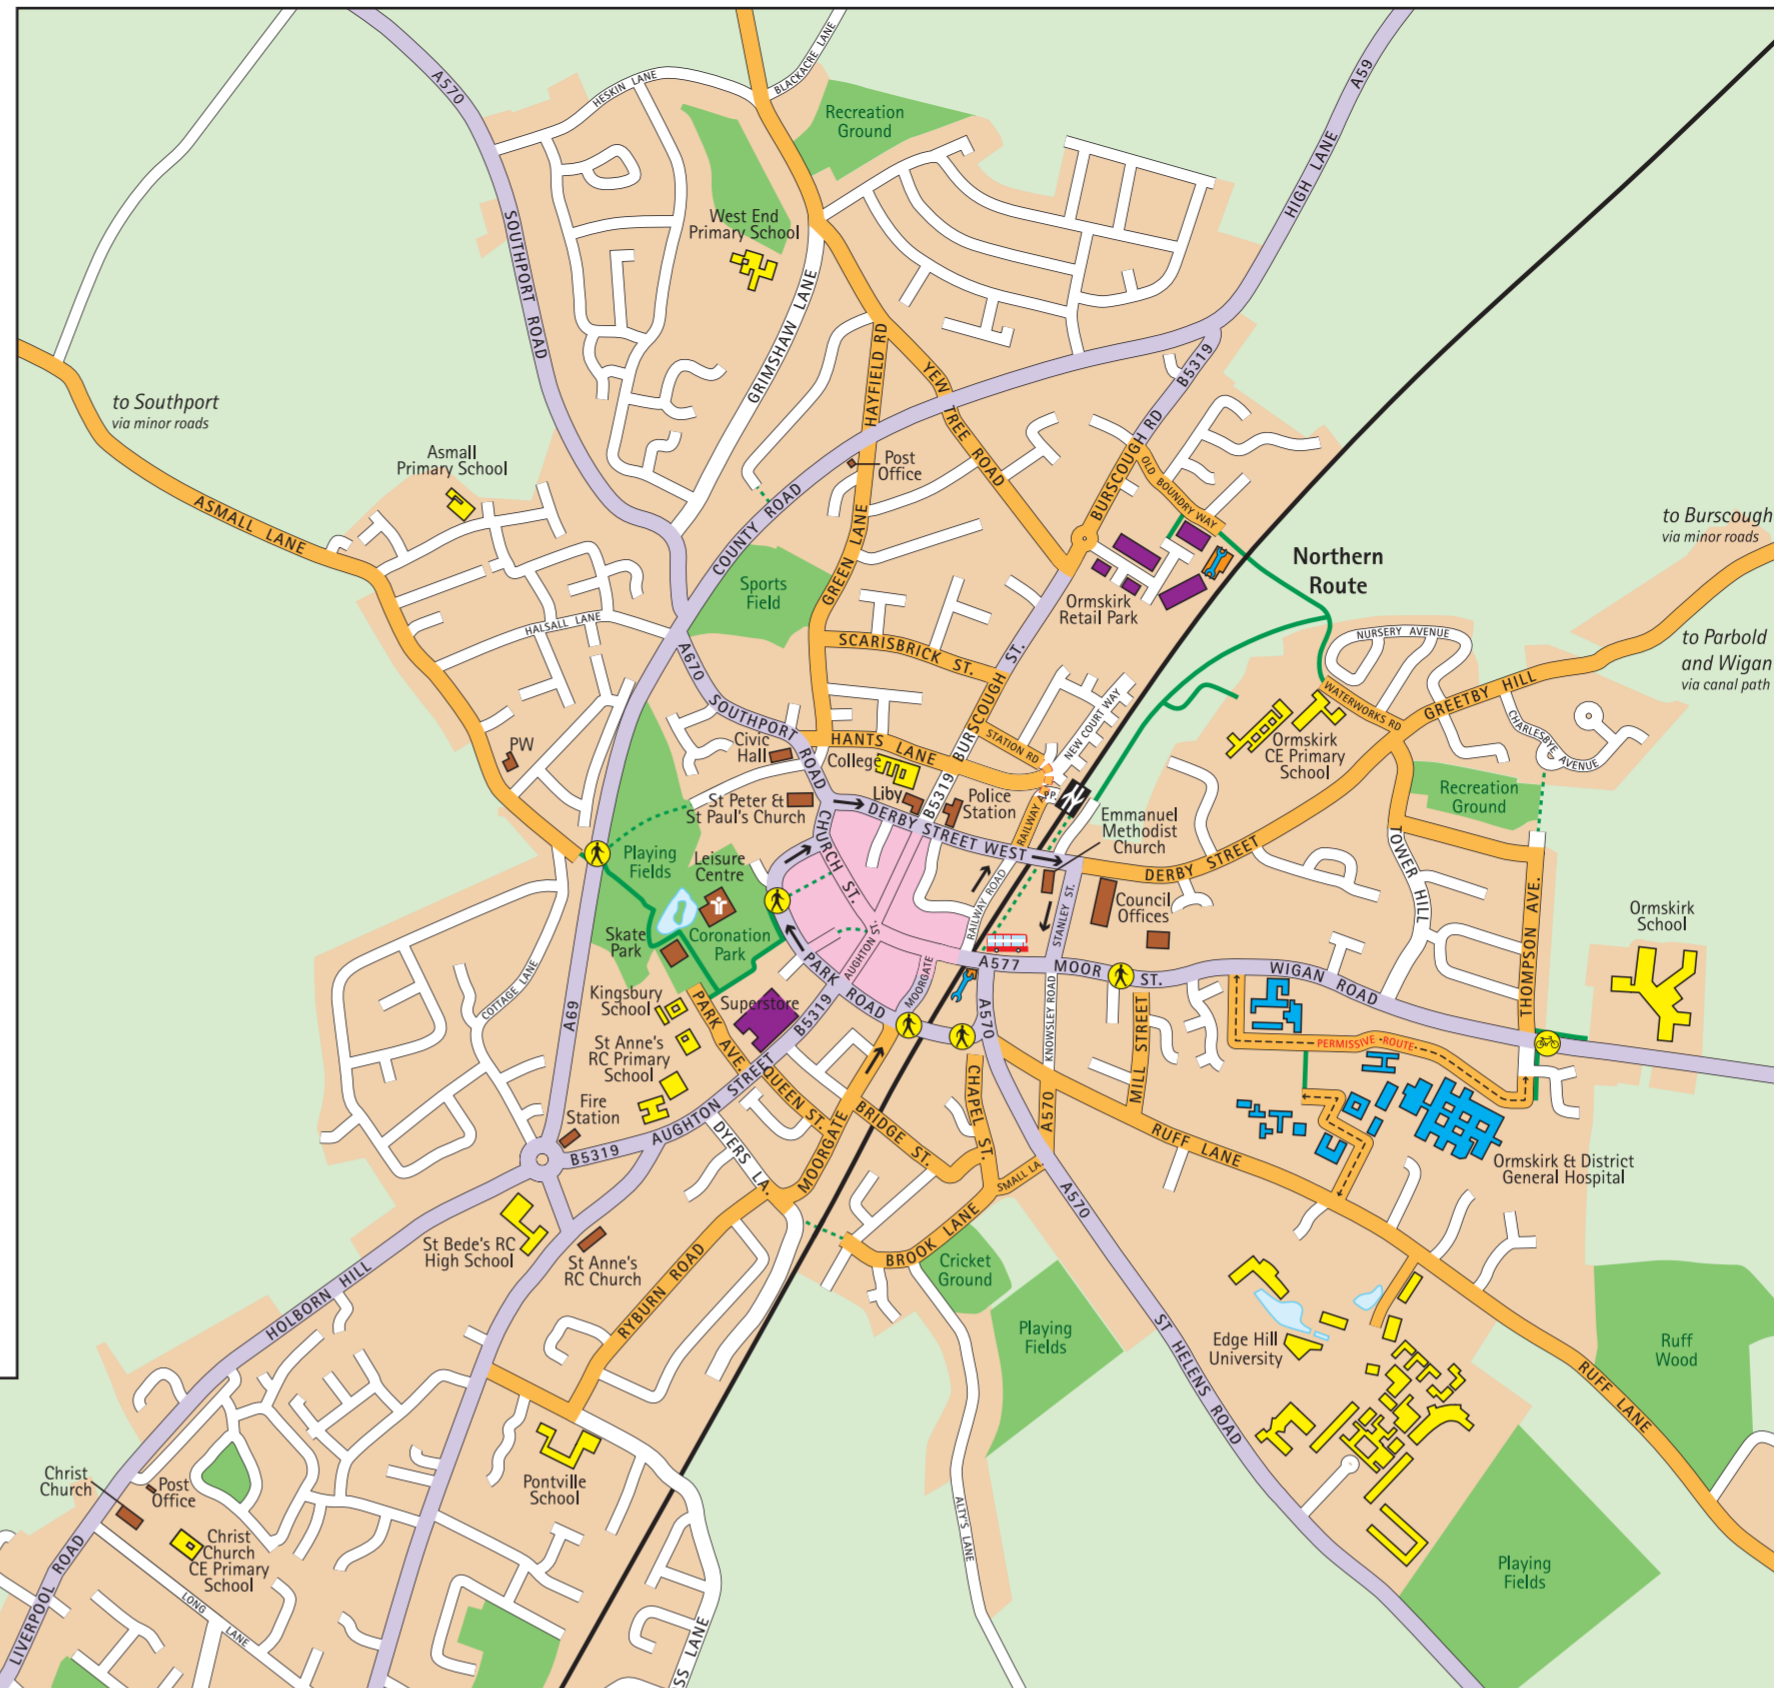 A570
HESKIN LANE
BLACKACRE LANE
A59
Recreation
Ground
HIGH LANE
West End
Primary School
SOUTHPORT ROAD
GRIMSHAW LANE
HAYFIELD RD
YEW TREE ROAD
B5319
to Southport
via minor roads
Asmall
Primary School
Post
Office
BURSCOUGH RD
OLD BOUNDRY WAY
ASMALL LANE
COUNTY ROAD
GREEN LANE
to Burscough
via minor roads
Northern
Route
Sports
Field
Ormskirk
Retail Park
HALSALL LANE
SCARISBRICK ST.
NURSERY AVENUE
to Parbold
and Wigan
via canal path
A670
SOUTHPORT ROAD
BURSCOUGH ST.
NEW COURT WAY
WATERWORKS RD
GREETBY HILL
CHARLESBYE AVENUE
PW
Civic
Hall
HANTS LANE
STATION RD
College
B5319
Ormskirk
CE Primary
School
St Peter &
St Paul's Church
Liby
Police
Station
RAILWAY A
P
Recreation
Ground
CHURCH ST.
DERBY STREET WEST
Emmanuel
Methodist
Church
DERBY STREET
TOWER HILL
Playing
Fields
Leisure
Centre
RAILWAY ROAD
STANLEY ST.
Council
Offices
THOMPSON AVE.
Ormskirk
School
Skate
Park
Coronation
Park
AUGHTON ST.
MOORGATE
A577
MOOR ST.
WIGAN ROAD
COTTAGE LANE
A69
Kingsbury
School
PARK AVE.
Superstore
PARK ROAD
B5319
A570
KNOWSLEY ROAD
MILL STREET
PERMISSIVE ROUTE
St Anne's
RC Primary
School
Fire
Station
B5319
AUGHTON STREET
QUEEN ST.
DYERS LA.
MOORGATE
BRIDGE ST.
CHAPEL ST.
A570
SMALL LA.
RUFF LANE
Ormskirk & District
General Hospital
A570
St Bede's RC
High School
St Anne's
RC Church
HOLBORN HILL
RYBURN ROAD
BROOK LANE
Cricket
Ground
Playing
Fields
ST HELENS ROAD
Edge Hill
University
Ruff
Wood
RUFF LANE
Pontville
School
Christ
Church
Post
Office
Christ
Church
CE Primary
School
LONG LANE
LIVERPOOL ROAD
ALTY'S LANE
Playing
Fields
SS LANE